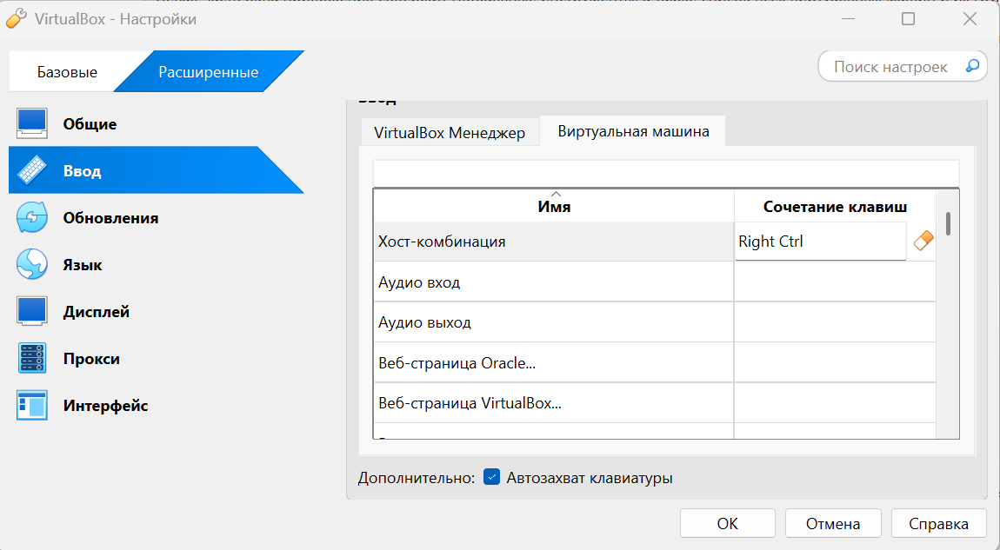 VirtualBox - Настройки
Базовые
Расширенные
Поиск настроек
Общие
Ввод
Обновления
Язык
Дисплей
Прокси
Интерфейс
Ввод
VirtualBox Менеджер
Виртуальная машина
Имя
Сочетание клавиш
Хост-комбинация
Right Ctrl
Аудио вход
Аудио выход
Веб-страница Oracle...
Веб-страница VirtualBox...
Дополнительно:
Автозахват клавиатуры
OK
Отмена
Справка